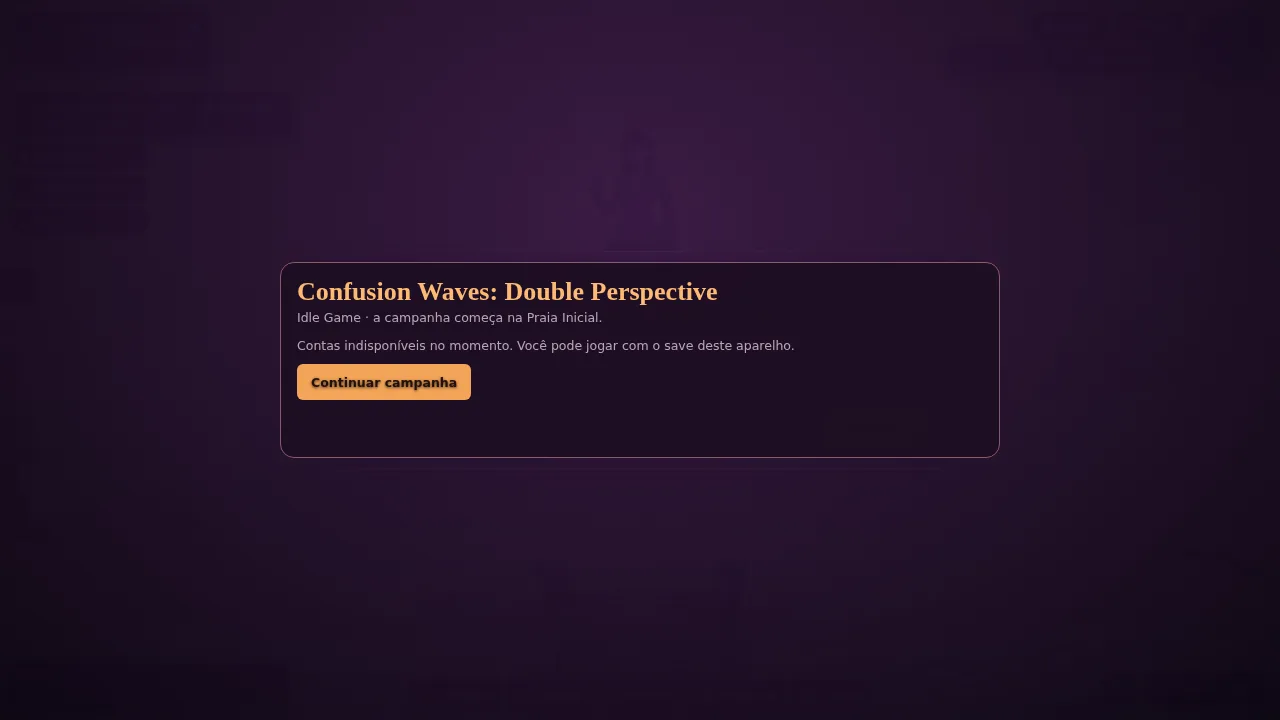 Confusion Waves: Double Perspective
Idle Game · a campanha começa na Praia Inicial.
Contas indisponíveis no momento. Você pode jogar com o save deste aparelho.
Continuar campanha